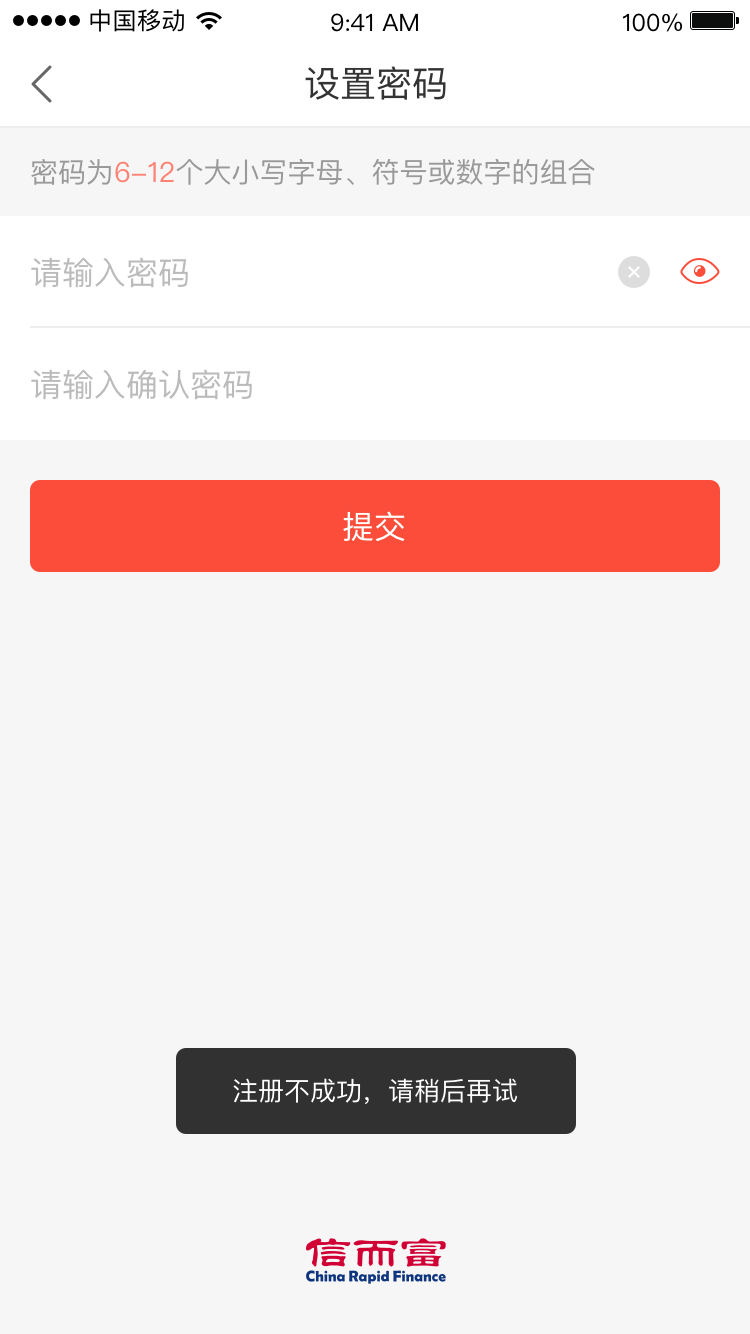 中国移动 9:41 AM 100%
设置密码
密码为6-12个大小写字母、符号或数字的组合
请输入密码
请输入确认密码
提交
注册不成功，请稍后再试
信而富
China Rapid Finance